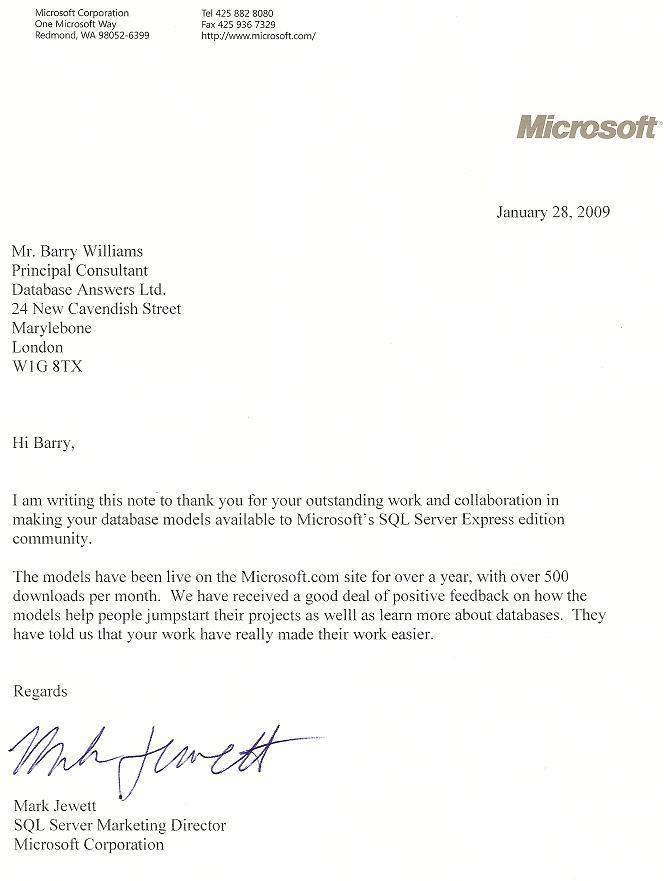 Microsoft Corporation
One Microsoft Way
Redmond, WA 98052-6399
Tel 425 882 8080
Fax 425 936 7329
http://www.microsoft.com/
Microsoft
January 28, 2009
Mr. Barry Williams
Principal Consultant
Database Answers Ltd.
24 New Cavendish Street
Marylebone
London
W1G 8TX
Hi Barry,
I am writing this note to thank you for your outstanding work and collaboration in
making your database models available to Microsoft's SQL Server Express edition
community.
The models have been live on the Microsoft.com site for over a year, with over 500
downloads per month. We have received a good deal of positive feedback on how the
models help people jumpstart their projects as welll as learn more about databases. They
have told us that your work have really made their work easier.
Regards
Mark Jewett
Mark Jewett
SQL Server Marketing Director
Microsoft Corporation